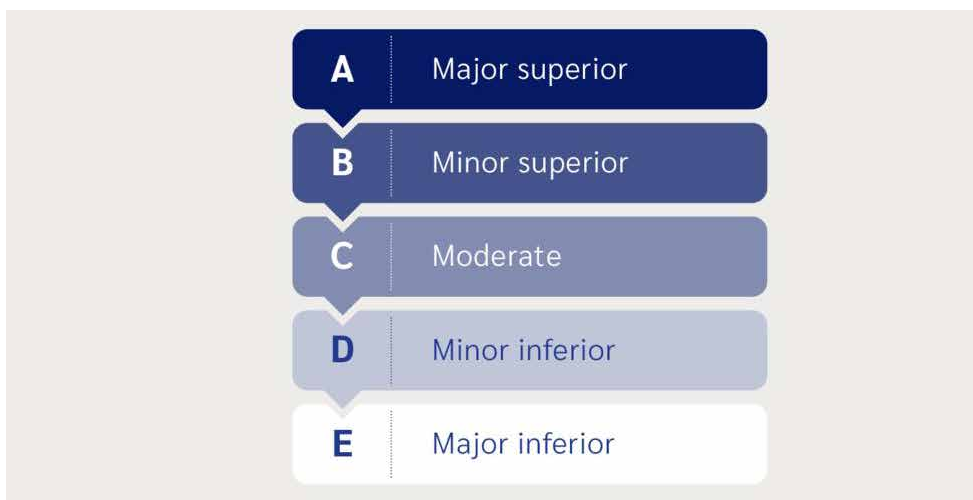 A Major superior
B Minor superior
C Moderate
D Minor inferior
E Major inferior